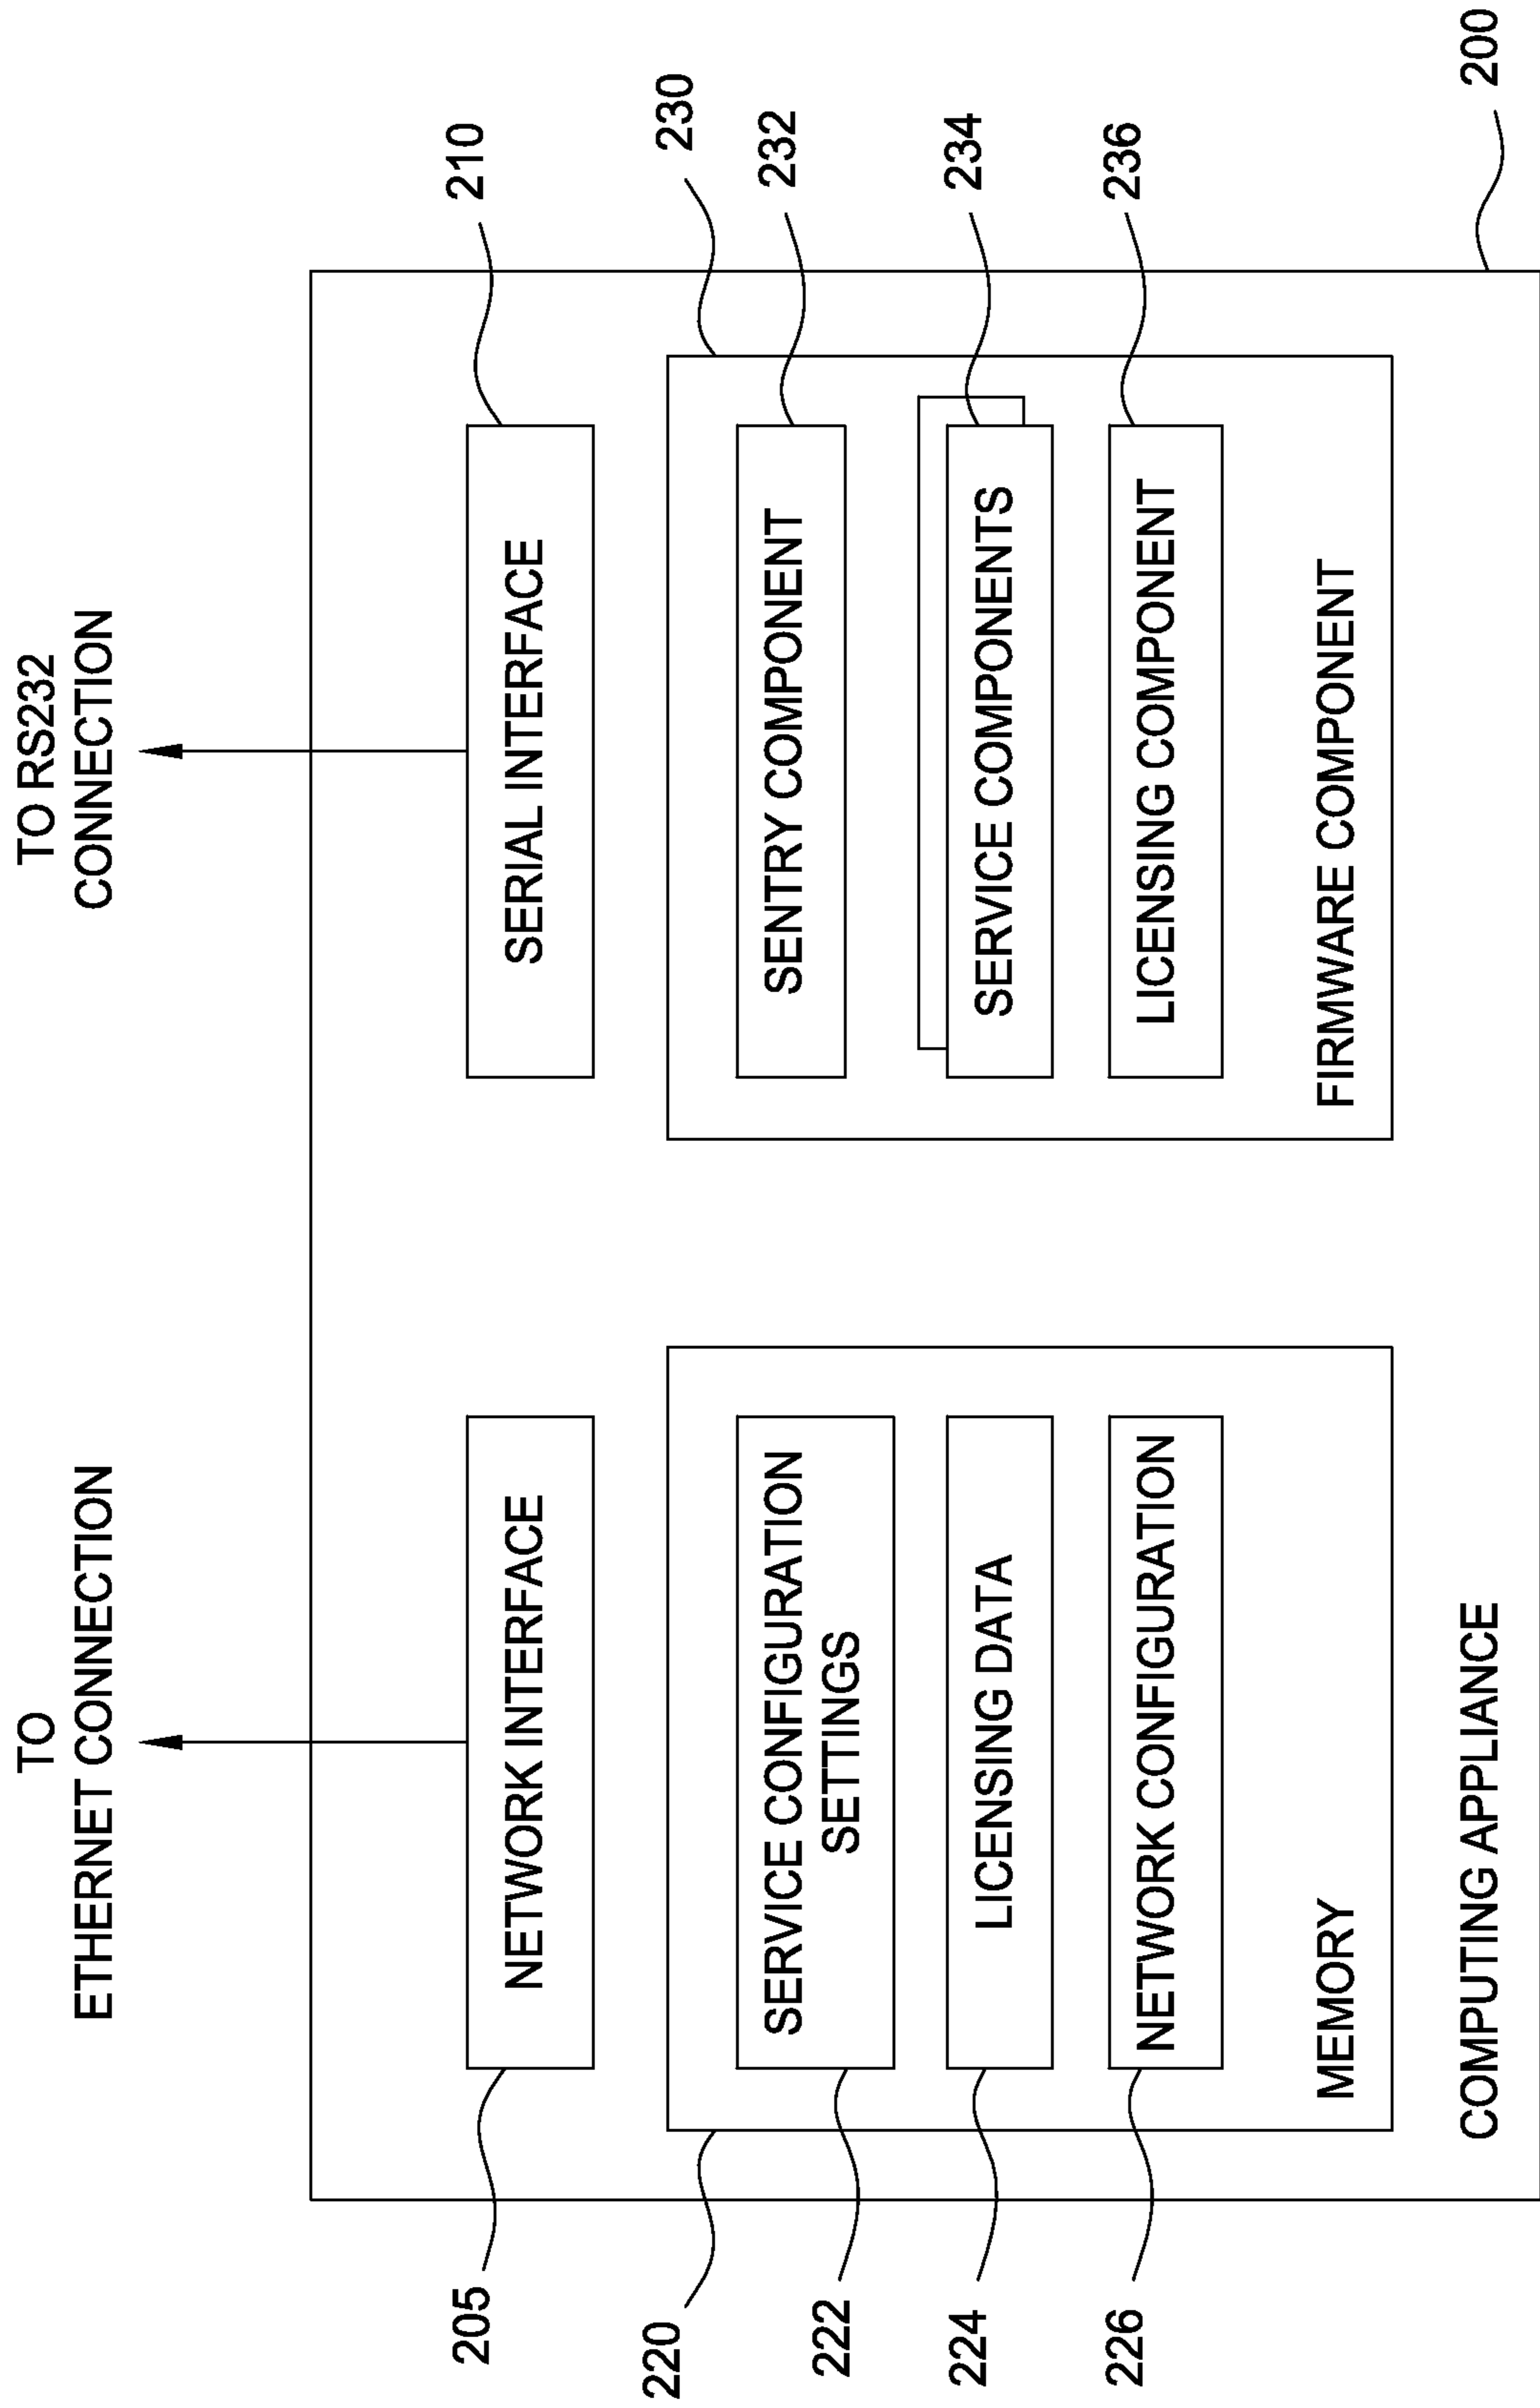 TO
ETHERNET CONNECTION
TO RS232
CONNECTION
205
NETWORK INTERFACE
SERIAL INTERFACE
210
220
230
222
SERVICE CONFIGURATION
SETTINGS
SENTRY COMPONENT
232
224
LICENSING DATA
SERVICE COMPONENTS
234
226
NETWORK CONFIGURATION
LICENSING COMPONENT
236
MEMORY
FIRMWARE COMPONENT
COMPUTING APPLIANCE
200